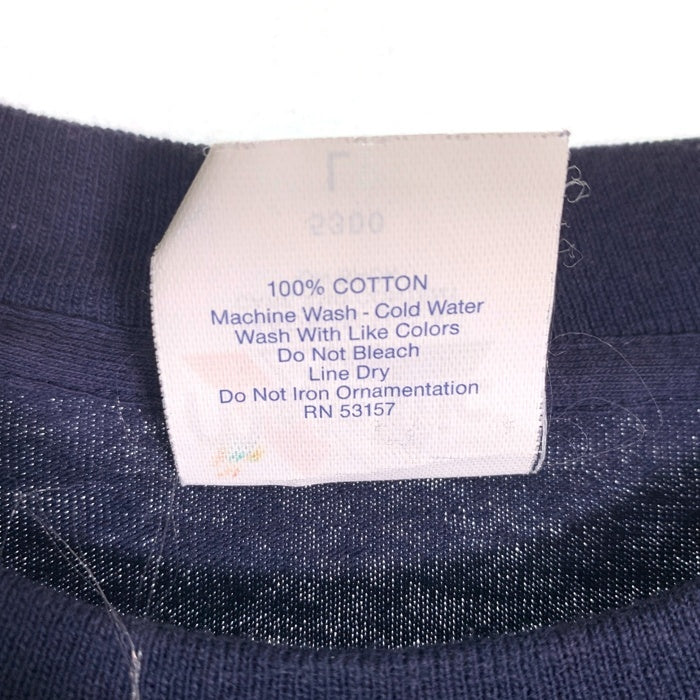 L
5300
100% COTTON
Machine Wash - Cold Water
Wash With Like Colors
Do Not Bleach
Line Dry
Do Not Iron Ornamentation
RN 53157